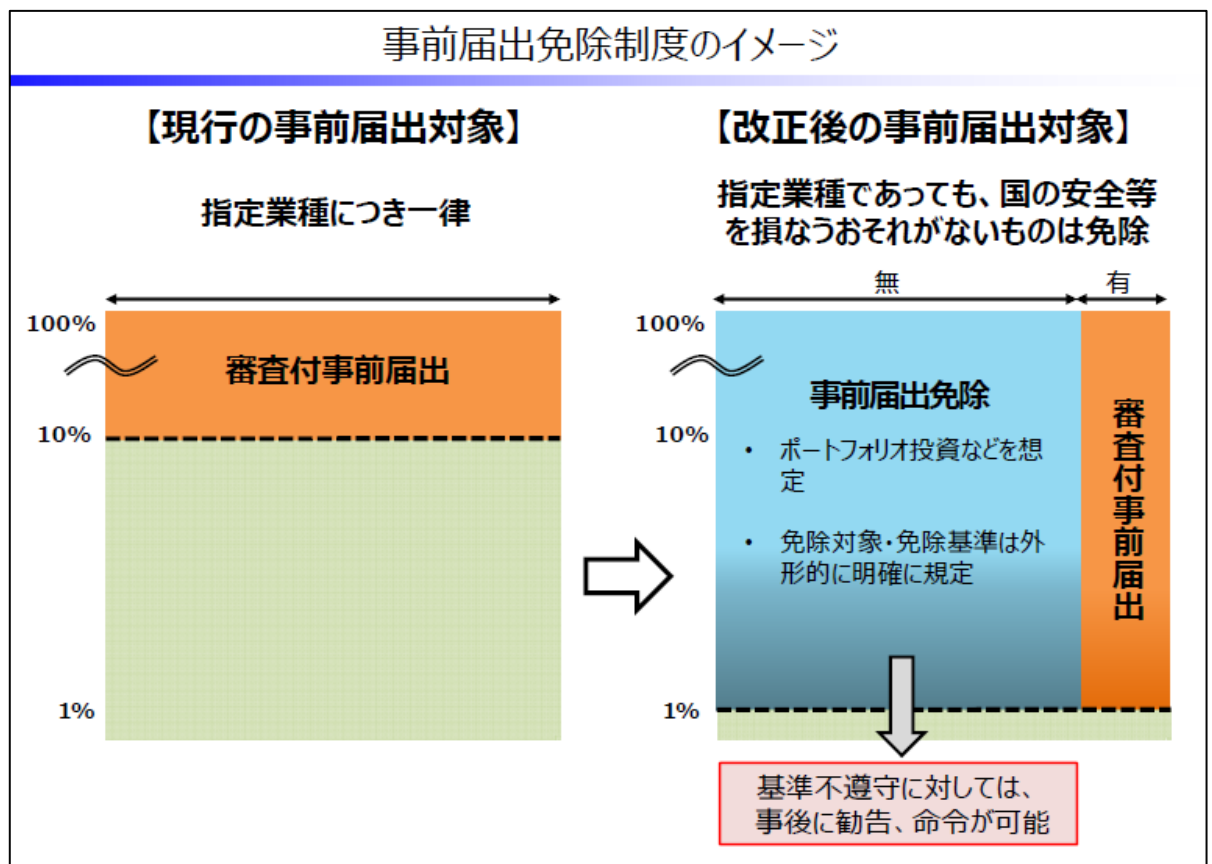 事前届出免除制度のイメージ
【現行の事前届出対象】
指定業種につき一律
100%
審査付事前届出
10%
1%
【改正後の事前届出対象】
指定業種であっても、国の安全等
を損なうおそれがないものは免除
無
有
100%
10%
1%
事前届出免除
• ポートフォリオ投資などを想
定
• 免除対象・免除基準は外
形的に明確に規定
審査付事前届出
基準不遵守に対しては、
事後に勧告、命令が可能